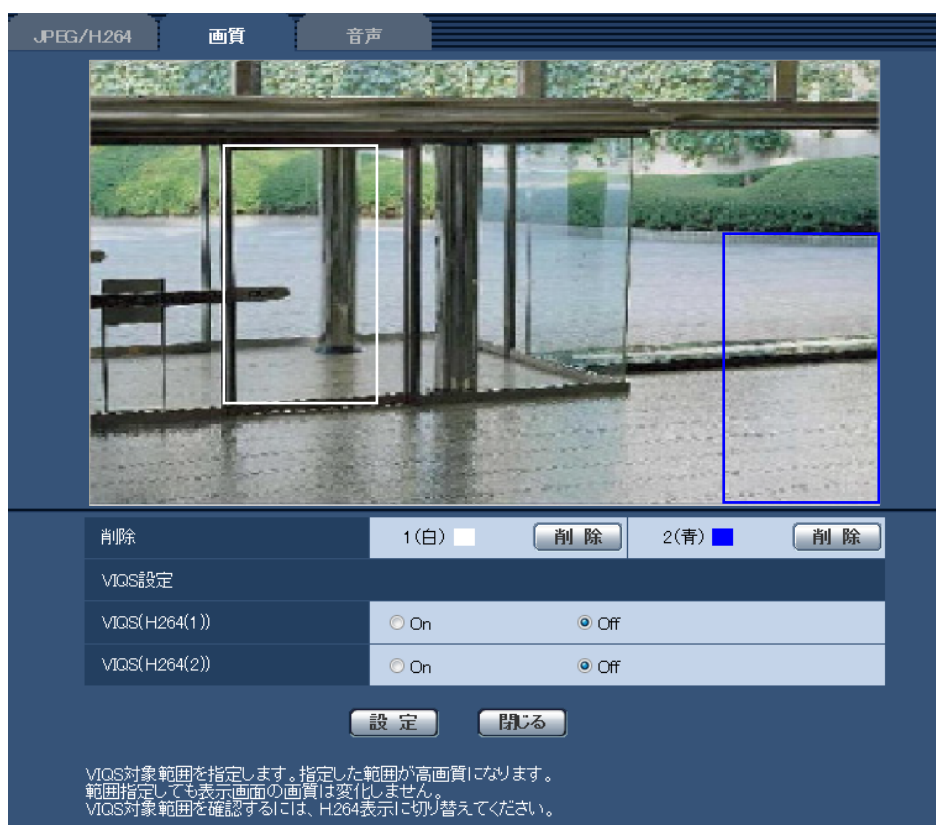 JPEG/H.264 画質 音声
削除 1(白) 削 除 2(青) 削 除
VIQS設定
VIQS(H.264(1)) On Off
VIQS(H.264(2)) On Off
設 定 閉じる
VIQS対象範囲を指定します。指定した範囲が高画質になります。
範囲指定しても表示画面の画質は変化しません。
VIQS対象範囲を確認するには、H.264表示に切り替えてください。